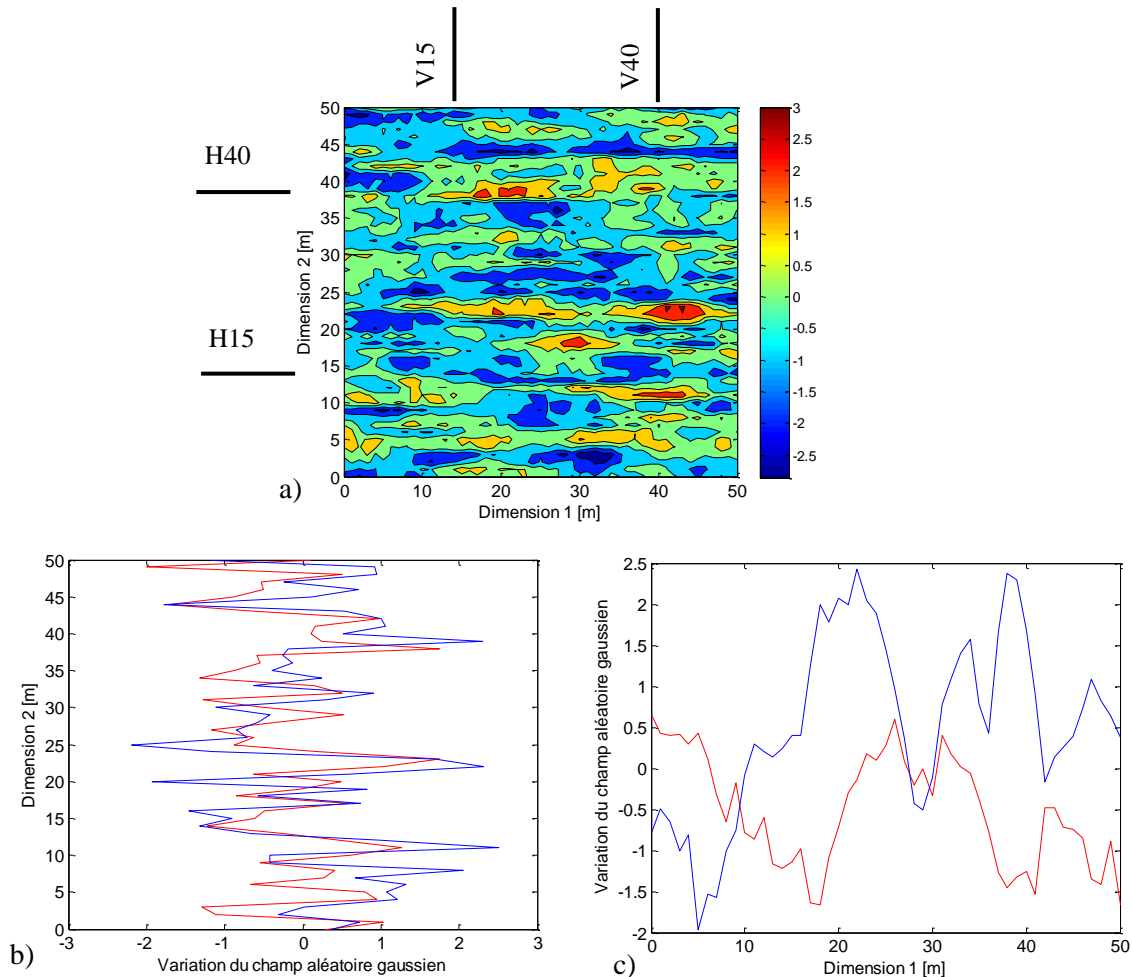 V15
V40
H40
H15
50
45
40
35
30
25
20
15
10
5
0
Dimension 2 [m]
0 10 20 30 40 50
Dimension 1 [m]
3
2.5
2
1.5
1
0.5
0
-0.5
-1
-1.5
-2
-2.5
a)
50
45
40
35
30
25
20
15
10
5
0
Dimension 2 [m]
-3 -2 -1 0 1 2 3
Variation du champ aléatoire gaussien
b)
2.5
2
1.5
1
0.5
0
-0.5
-1
-1.5
-2
Variation du champ aléatoire gaussien
0 10 20 30 40 50
Dimension 1 [m]
c)